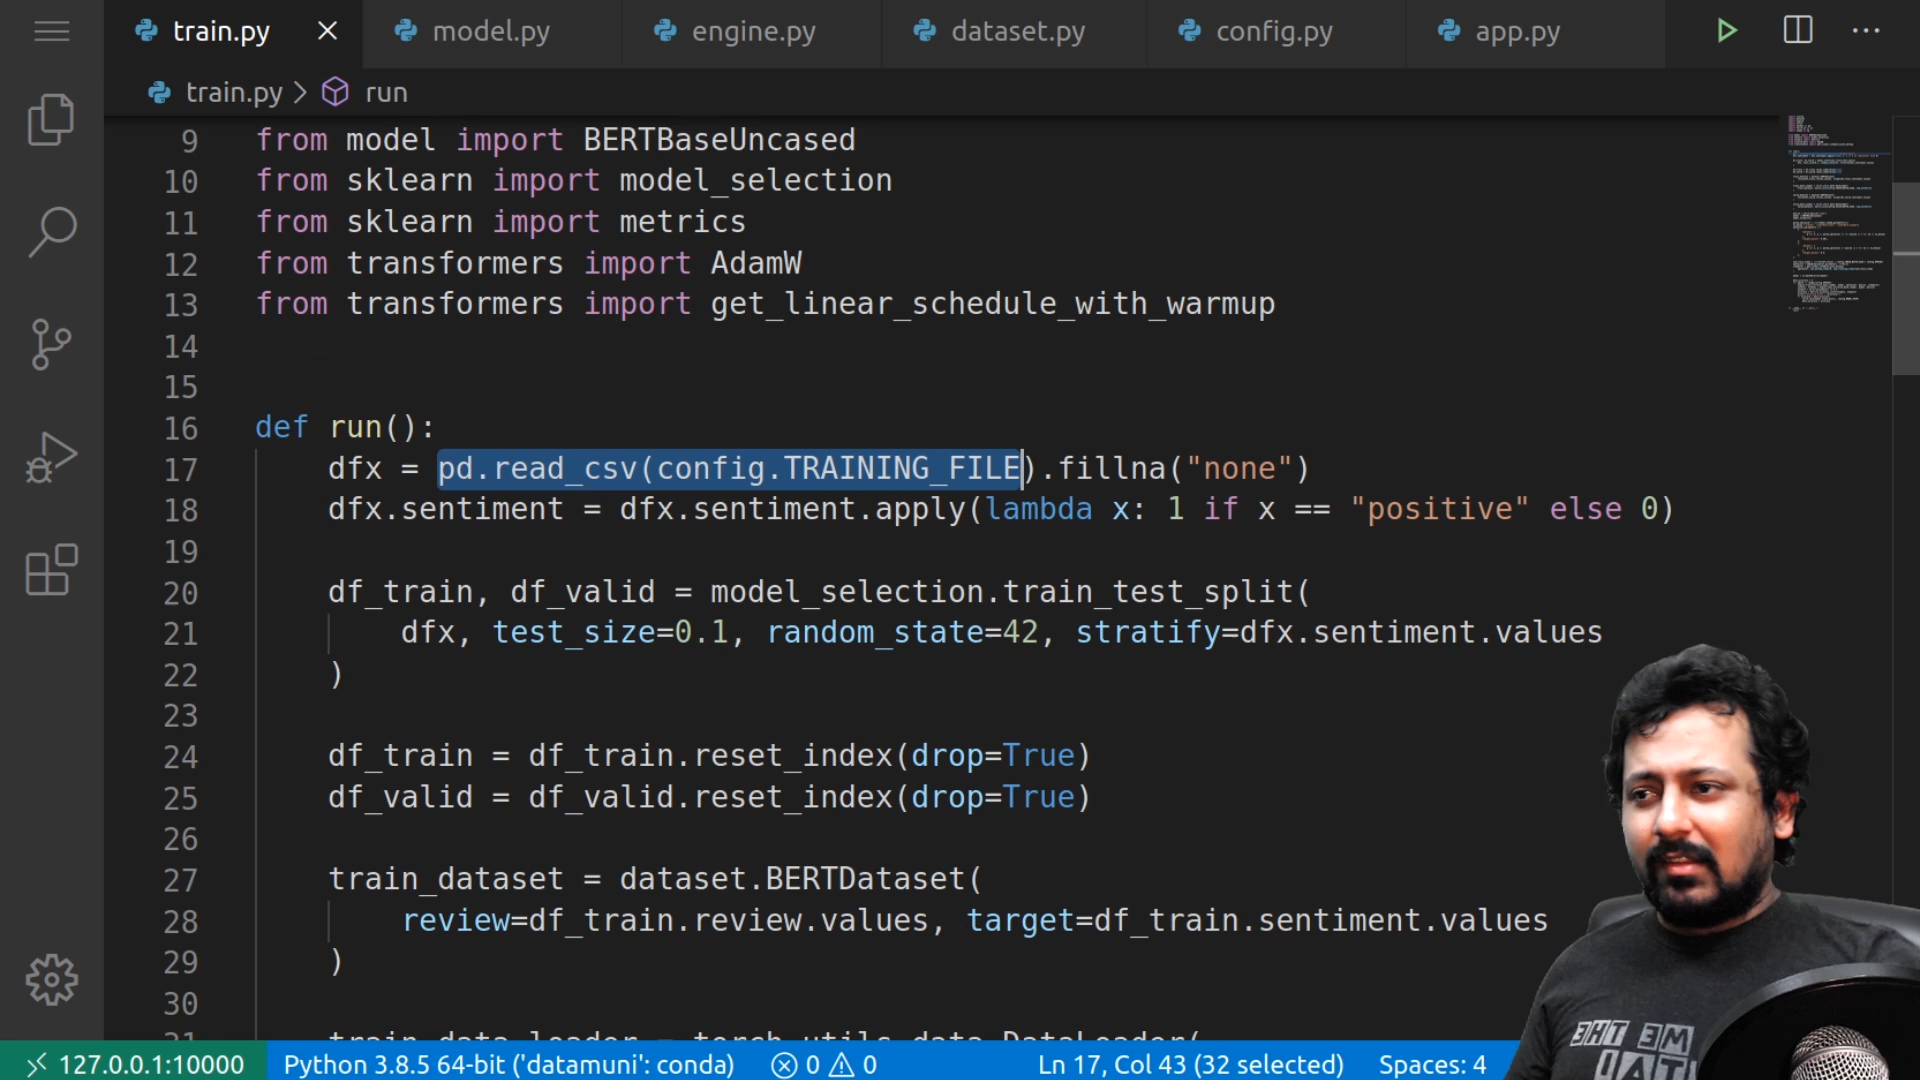 train.py
model.py
engine.py
dataset.py
config.py
app.py
train.py > run
9 from model import BERTBaseUncased
10 from sklearn import model_selection
11 from sklearn import metrics
12 from transformers import AdamW
13 from transformers import get_linear_schedule_with_warmup
14
15
16 def run():
17 dfx = pd.read_csv(config.TRAINING_FILE).fillna("none")
18 dfx.sentiment = dfx.sentiment.apply(lambda x: 1 if x == "positive" else 0)
19
20 df_train, df_valid = model_selection.train_test_split(
21 dfx, test_size=0.1, random_state=42, stratify=dfx.sentiment.values
22 )
23
24 df_train = df_train.reset_index(drop=True)
25 df_valid = df_valid.reset_index(drop=True)
26
27 train_dataset = dataset.BERTDataset(
28 review=df_train.review.values, target=df_train.sentiment.values
29 )
30
31 train_data_loader = torch.utils.data.DataLoader(
127.0.0.1:10000
Python 3.8.5 64-bit ('datamuni': conda)
0
0
Ln 17, Col 43 (32 selected)
Spaces: 4